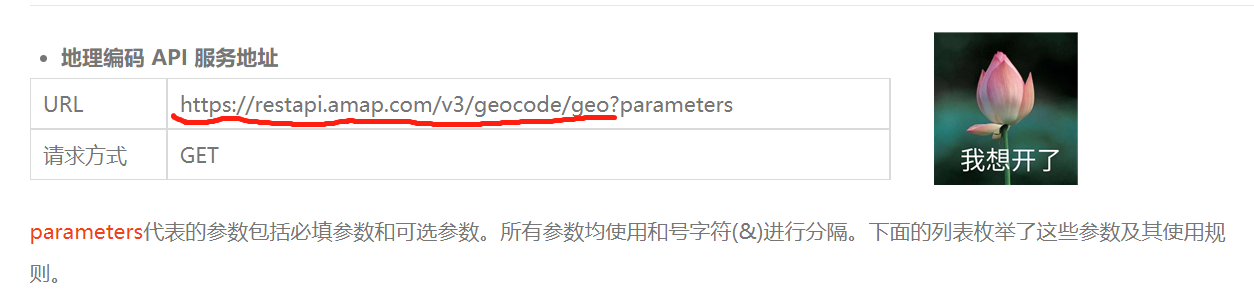 地理编码 API 服务地址
URL https://restapi.amap.com/v3/geocode/geo?parameters
请求方式 GET
我想开了
parameters代表的参数包括必填参数和可选参数。所有参数均使用和号字符(&)进行分隔。下面的列表枚举了这些参数及其使用规
则。